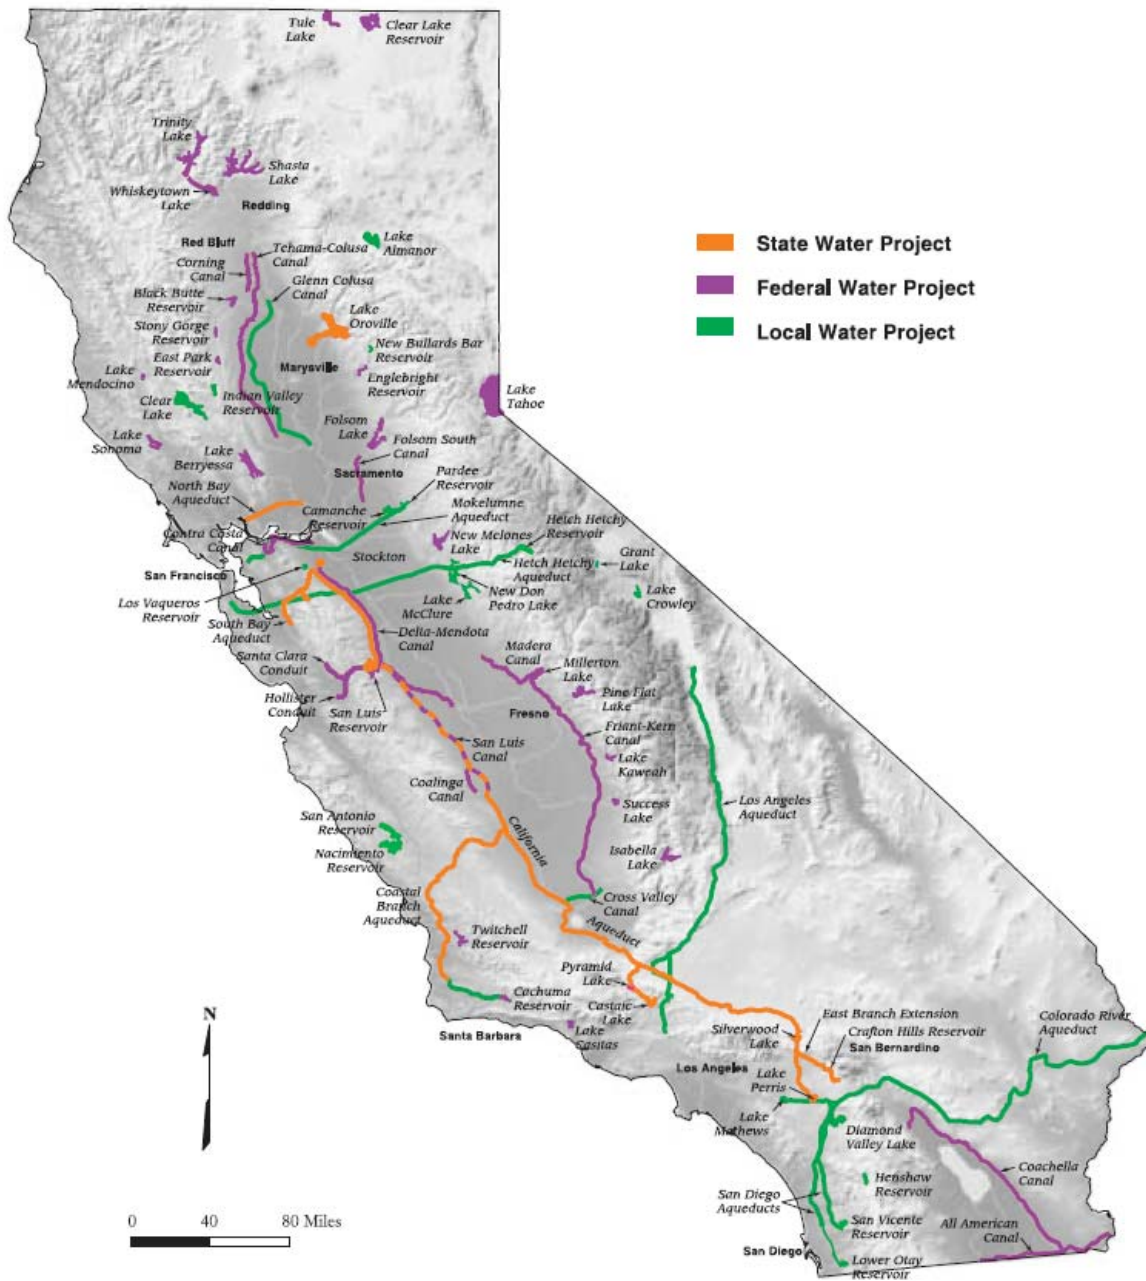 Tule
Lake
Clear Lake
Reservoir
Trinity
Lake
Shasta
Lake
Whiskeytown
Lake
Redding
State Water Project
Federal Water Project
Local Water Project
Red Bluff
Tehama-Colusa
Canal
Lake
Almanor
Corning
Canal
Glenn Colusa
Canal
Black Butte
Reservoir
Lake
Oroville
Stony Gorge
Reservoir
New Bullards Bar
Reservoir
East Park
Reservoir
Marysville
Englebright
Reservoir
Lake
Mendocino
Clear
Lake
Indian Valley
Reservoir
Lake
Tahoe
Lake
Sonoma
Lake
Berryessa
Folsom
Lake
Folsom South
Canal
Sacramento
Pardee
Reservoir
North Bay
Aqueduct
Camanche
Reservoir
Mokelumne
Aqueduct
Hetch Hetchy
Reservoir
Contra Costa
Canal
New Melones
Lake
Stockton
Hetch Hetchy
Aqueduct
Grant
Lake
San Francisco
New Don
Pedro Lake
Lake
Crowley
Los Vaqueros
Reservoir
Lake
McClure
South Bay
Aqueduct
Delta-Mendota
Canal
Santa Clara
Conduit
Madera
Canal
Millerton
Lake
Hollister
Conduit
San Luis
Reservoir
Pine Flat
Lake
Fresno
Friant-Kern
Canal
San Luis
Canal
Lake
Kaweah
Coalinga
Canal
Success
Lake
Los Angeles
Aqueduct
San Antonio
Reservoir
California
Nacimiento
Reservoir
Isabella
Lake
Coastal
Branch
Aqueduct
Cross Valley
Canal
Twitchell
Reservoir
Aqueduct
Pyramid
Lake
Cachuma
Reservoir
Castaic
Lake
N
East Branch Extension
Colorado River
Aqueduct
Silverwood
Lake
Crafton Hills Reservoir
San Bernardino
Santa Barbara
Lake
Casitas
Los Angeles
Lake
Perris
Lake
Mathews
Diamond
Valley Lake
Coachella
Canal
Henshaw
Reservoir
San Diego
Aqueducts
0 40 80 Miles
San Vicente
Reservoir
All American
Canal
San Diego
Lower Otay
Reservoir